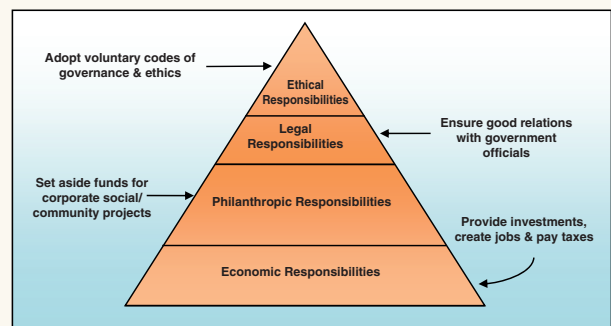 Adopt voluntary codes of
governance & ethics
Ethical
Responsibilities
Legal
Responsibilities
Ensure good relations
with government
officials
Set aside funds for
corporate social/
community projects
Philanthropic Responsibilities
Provide investments,
create jobs & pay taxes
Economic Responsibilities